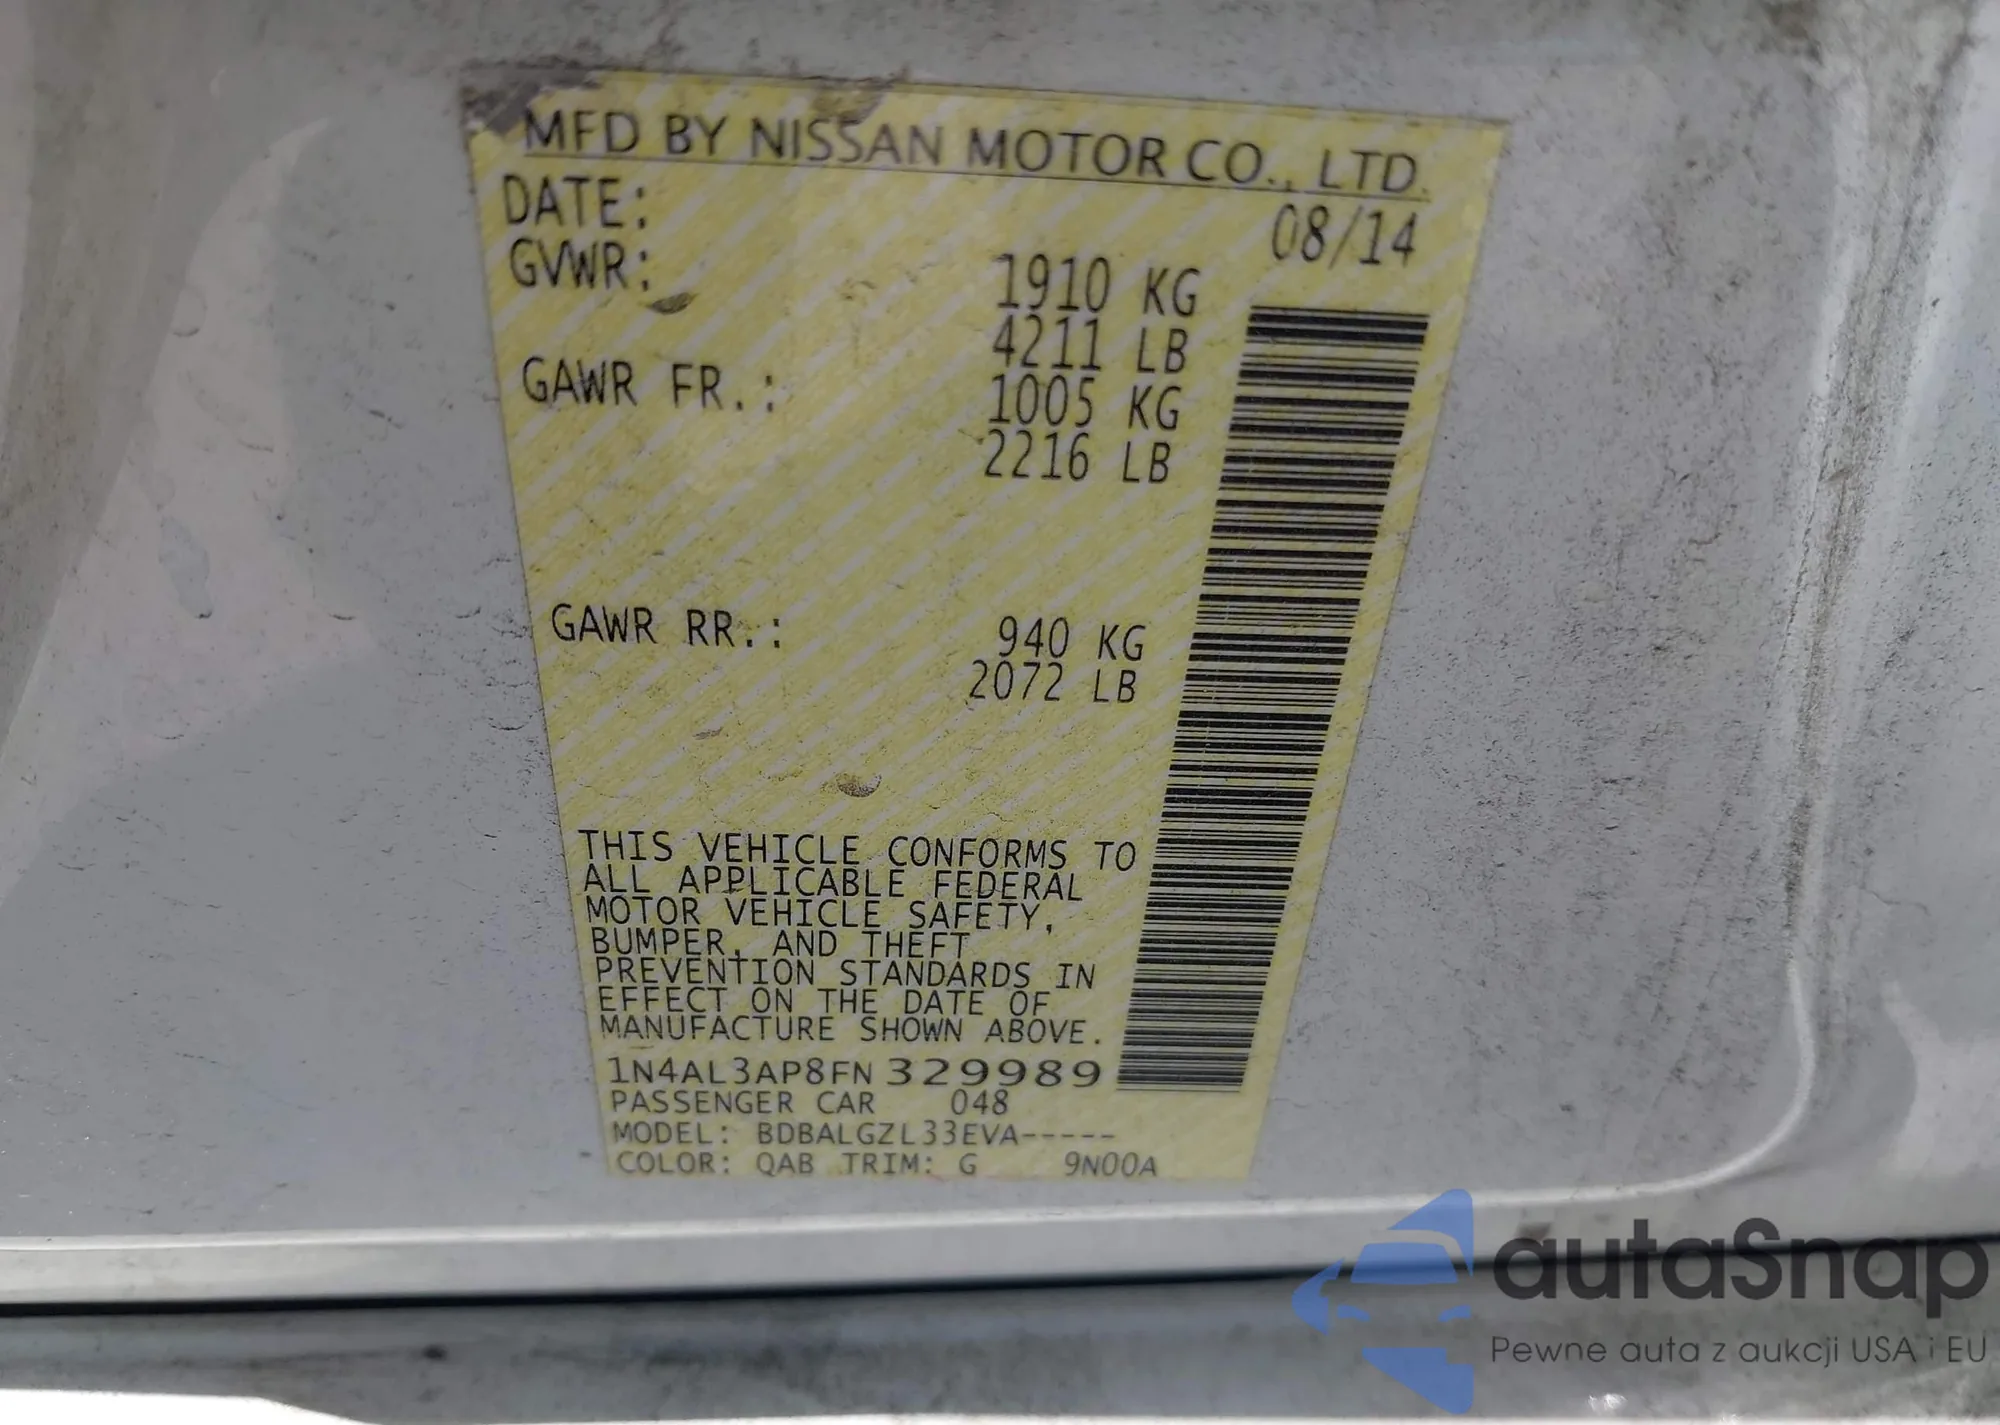 MFD BY NISSAN MOTOR CO., LTD.
DATE: 08/14
GVWR: 1910 KG
4211 LB
GAWR FR.: 1005 KG
2216 LB
GAWR RR.: 940 KG
2072 LB
THIS VEHICLE CONFORMS TO
ALL APPLICABLE FEDERAL
MOTOR VEHICLE SAFETY,
BUMPER, AND THEFT
PREVENTION STANDARDS IN
EFFECT ON THE DATE OF
MANUFACTURE SHOWN ABOVE.
1N4AL3AP8FN 329989
PASSENGER CAR 048
MODEL: BDBALGZL33EVA-----
COLOR: QAB TRIM: G 9N00A
autaSnap
Pewne auta z aukcji USA i EU